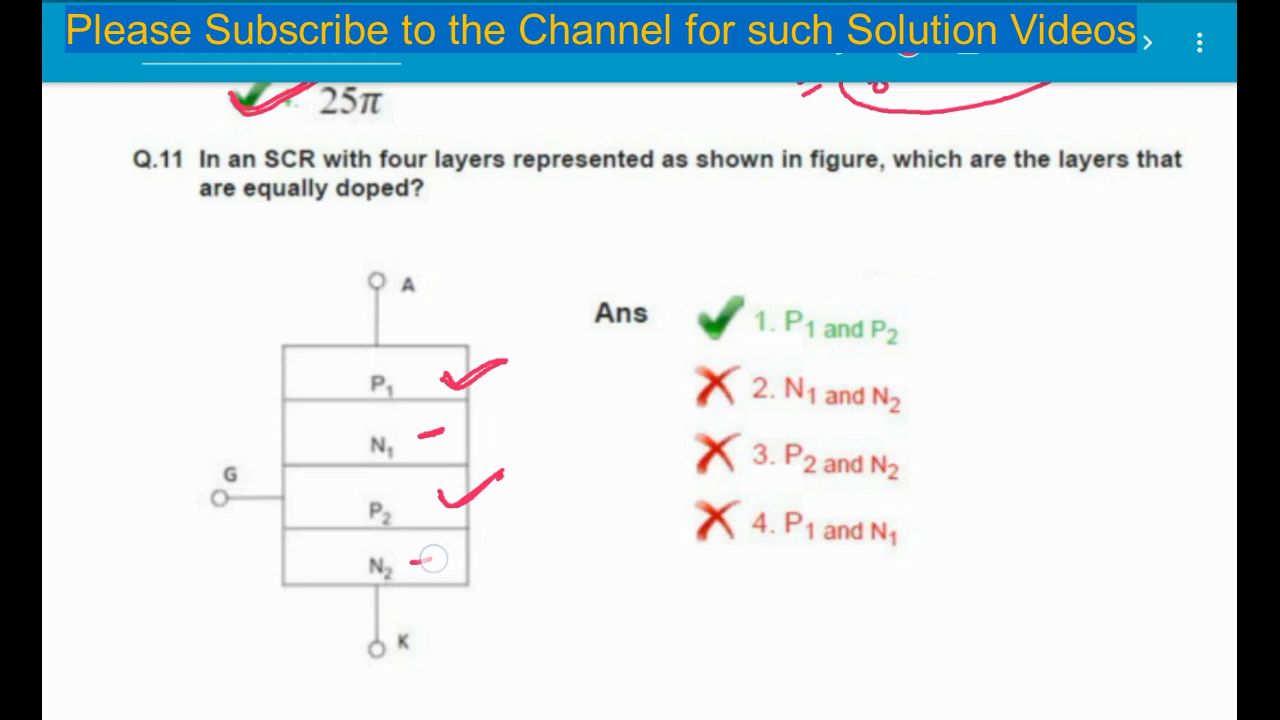 Please Subscribe to the Channel for such Solution Videos
25π
Q.11 In an SCR with four layers represented as shown in figure, which are the layers that
are equally doped?
A
P₁
N₁
G
P₂
N₂
K
Ans 1. P₁ and P₂
2. N₁ and N₂
3. P₂ and N₂
4. P₁ and N₁